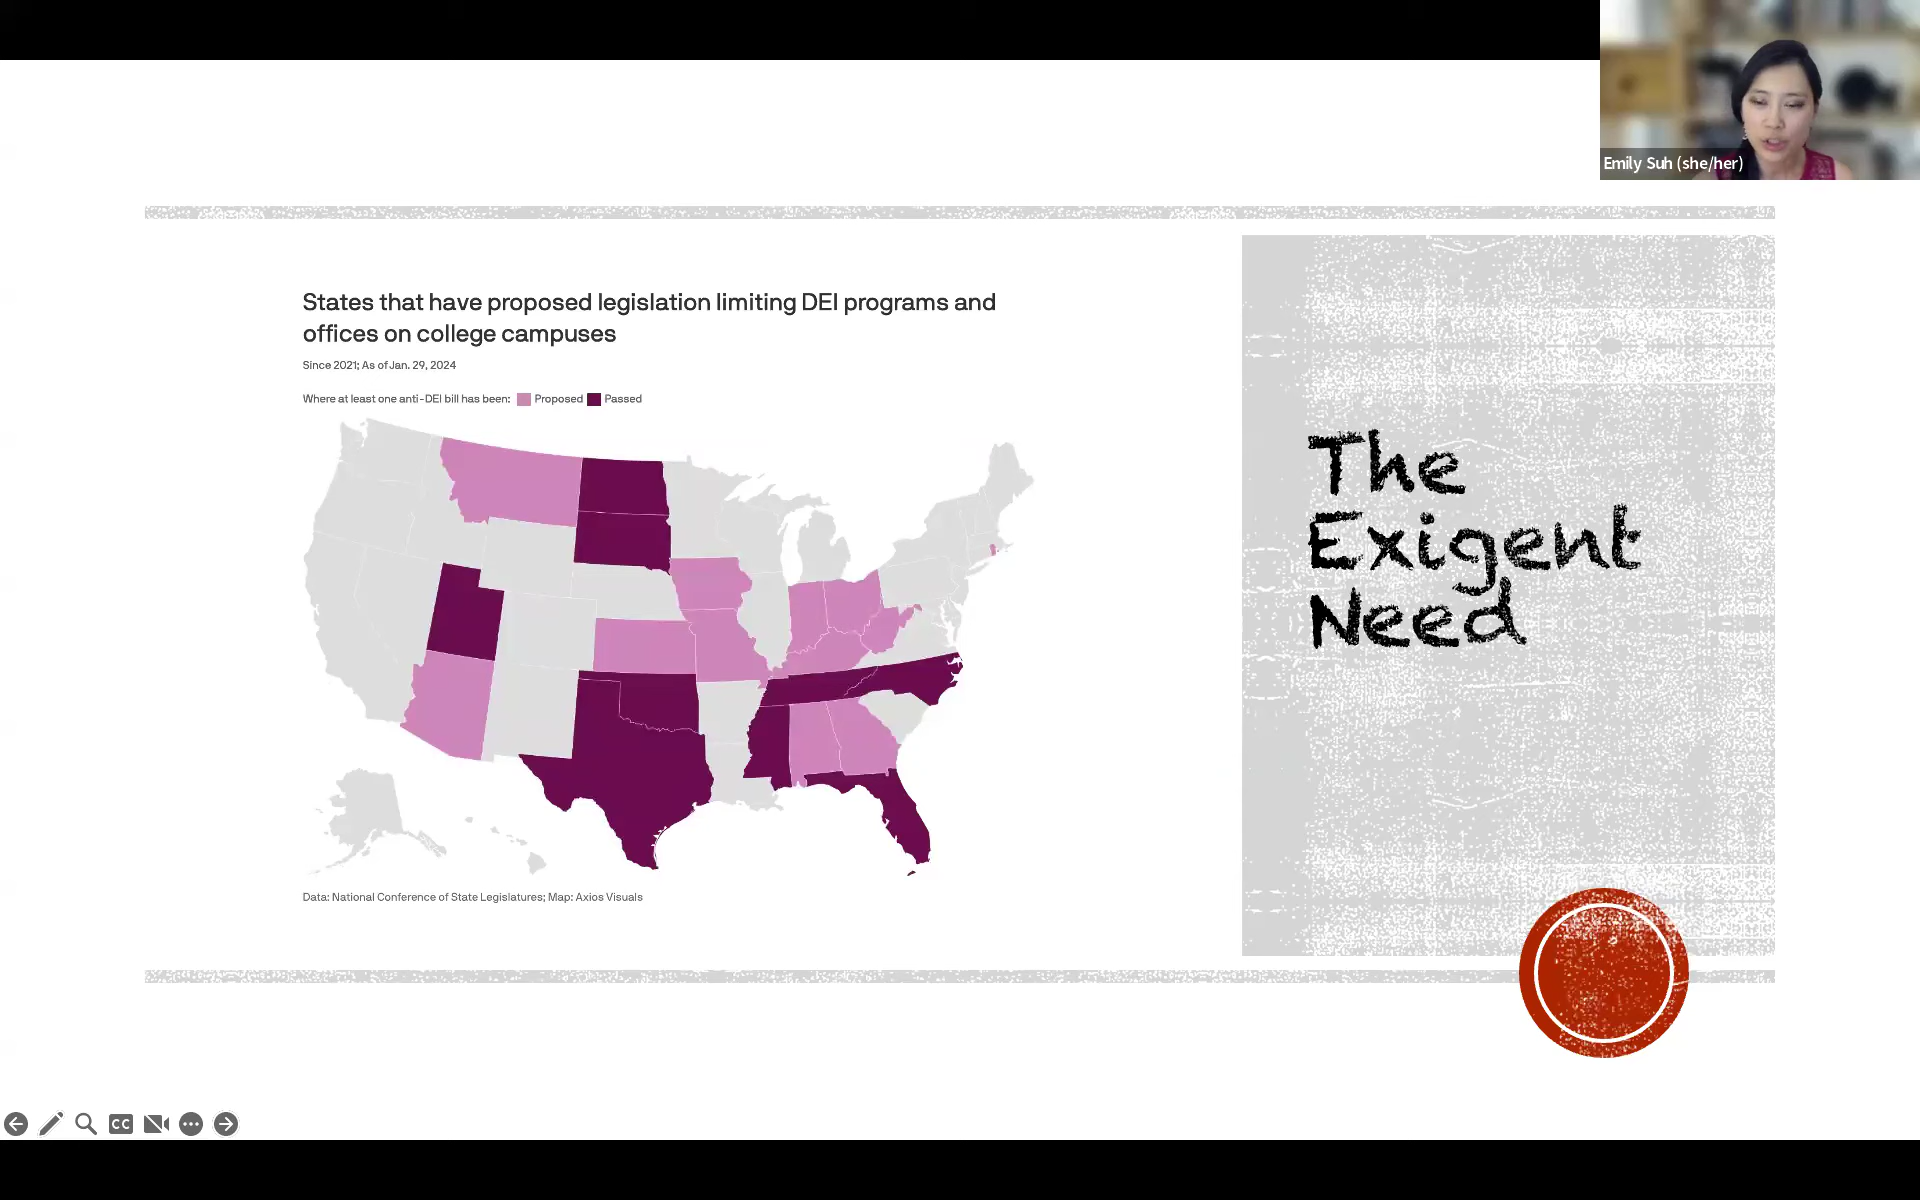 Emily Suh (she/her)
States that have proposed legislation limiting DEI programs and
offices on college campuses
Since 2021; As of Jan. 29, 2024
Where at least one anti-DEI bill has been: Proposed Passed
Data: National Conference of State Legislatures; Map: Axios Visuals
The
Exigent
Need
CC